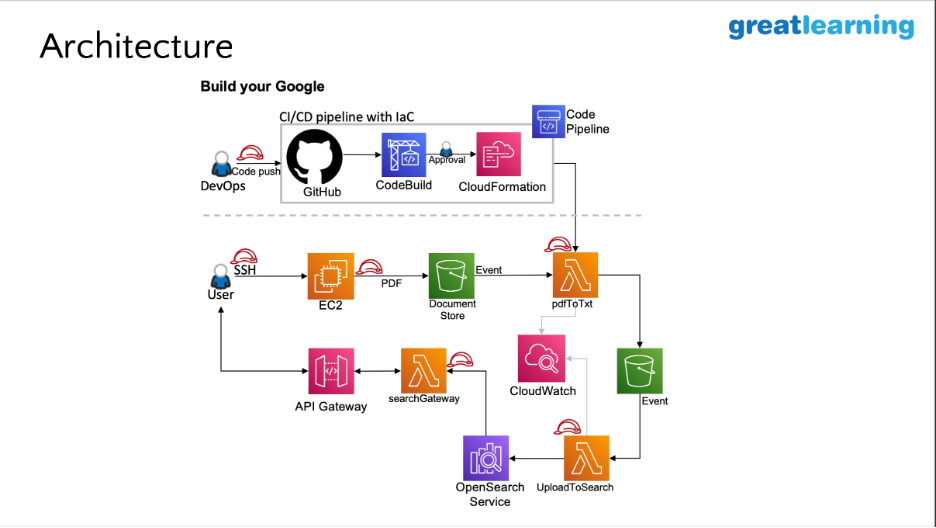 greatlearning
Architecture
Build your Google
CI/CD pipeline with IaC
Code
Pipeline
Code push
Approval
DevOps
GitHub
CodeBuild
CloudFormation
SSH
User
EC2
PDF
Document
Store
Event
pdfToTxt
API Gateway
searchGateway
CloudWatch
Event
OpenSearch
Service
UploadToSearch